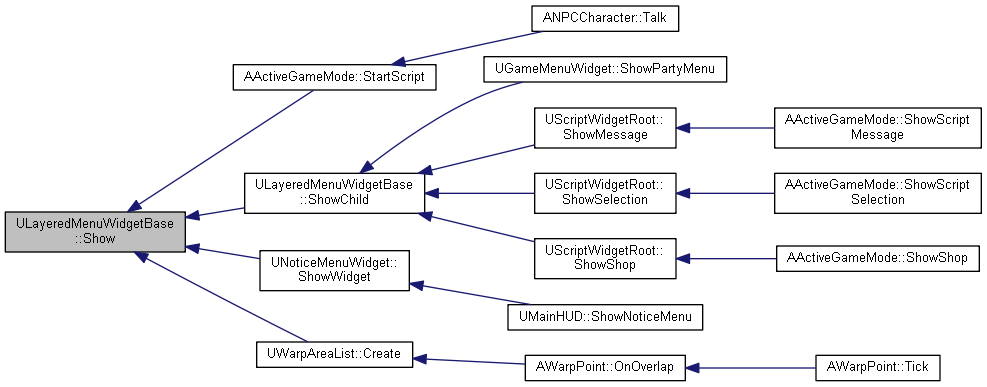 ANPCCharacter::Talk
AActiveGameMode::StartScript
UGameMenuWidget::ShowPartyMenu
UScriptWidgetRoot::
ShowMessage
AActiveGameMode::ShowScript
Message
ULayeredMenuWidgetBase
::ShowChild
UScriptWidgetRoot::
ShowSelection
AActiveGameMode::ShowScript
Selection
ULayeredMenuWidgetBase
::Show
UScriptWidgetRoot::
ShowShop
AActiveGameMode::ShowShop
UNoticeMenuWidget::
ShowWidget
UMainHUD::ShowNoticeMenu
UWarpAreaList::Create
AWarpPoint::OnOverlap
AWarpPoint::Tick